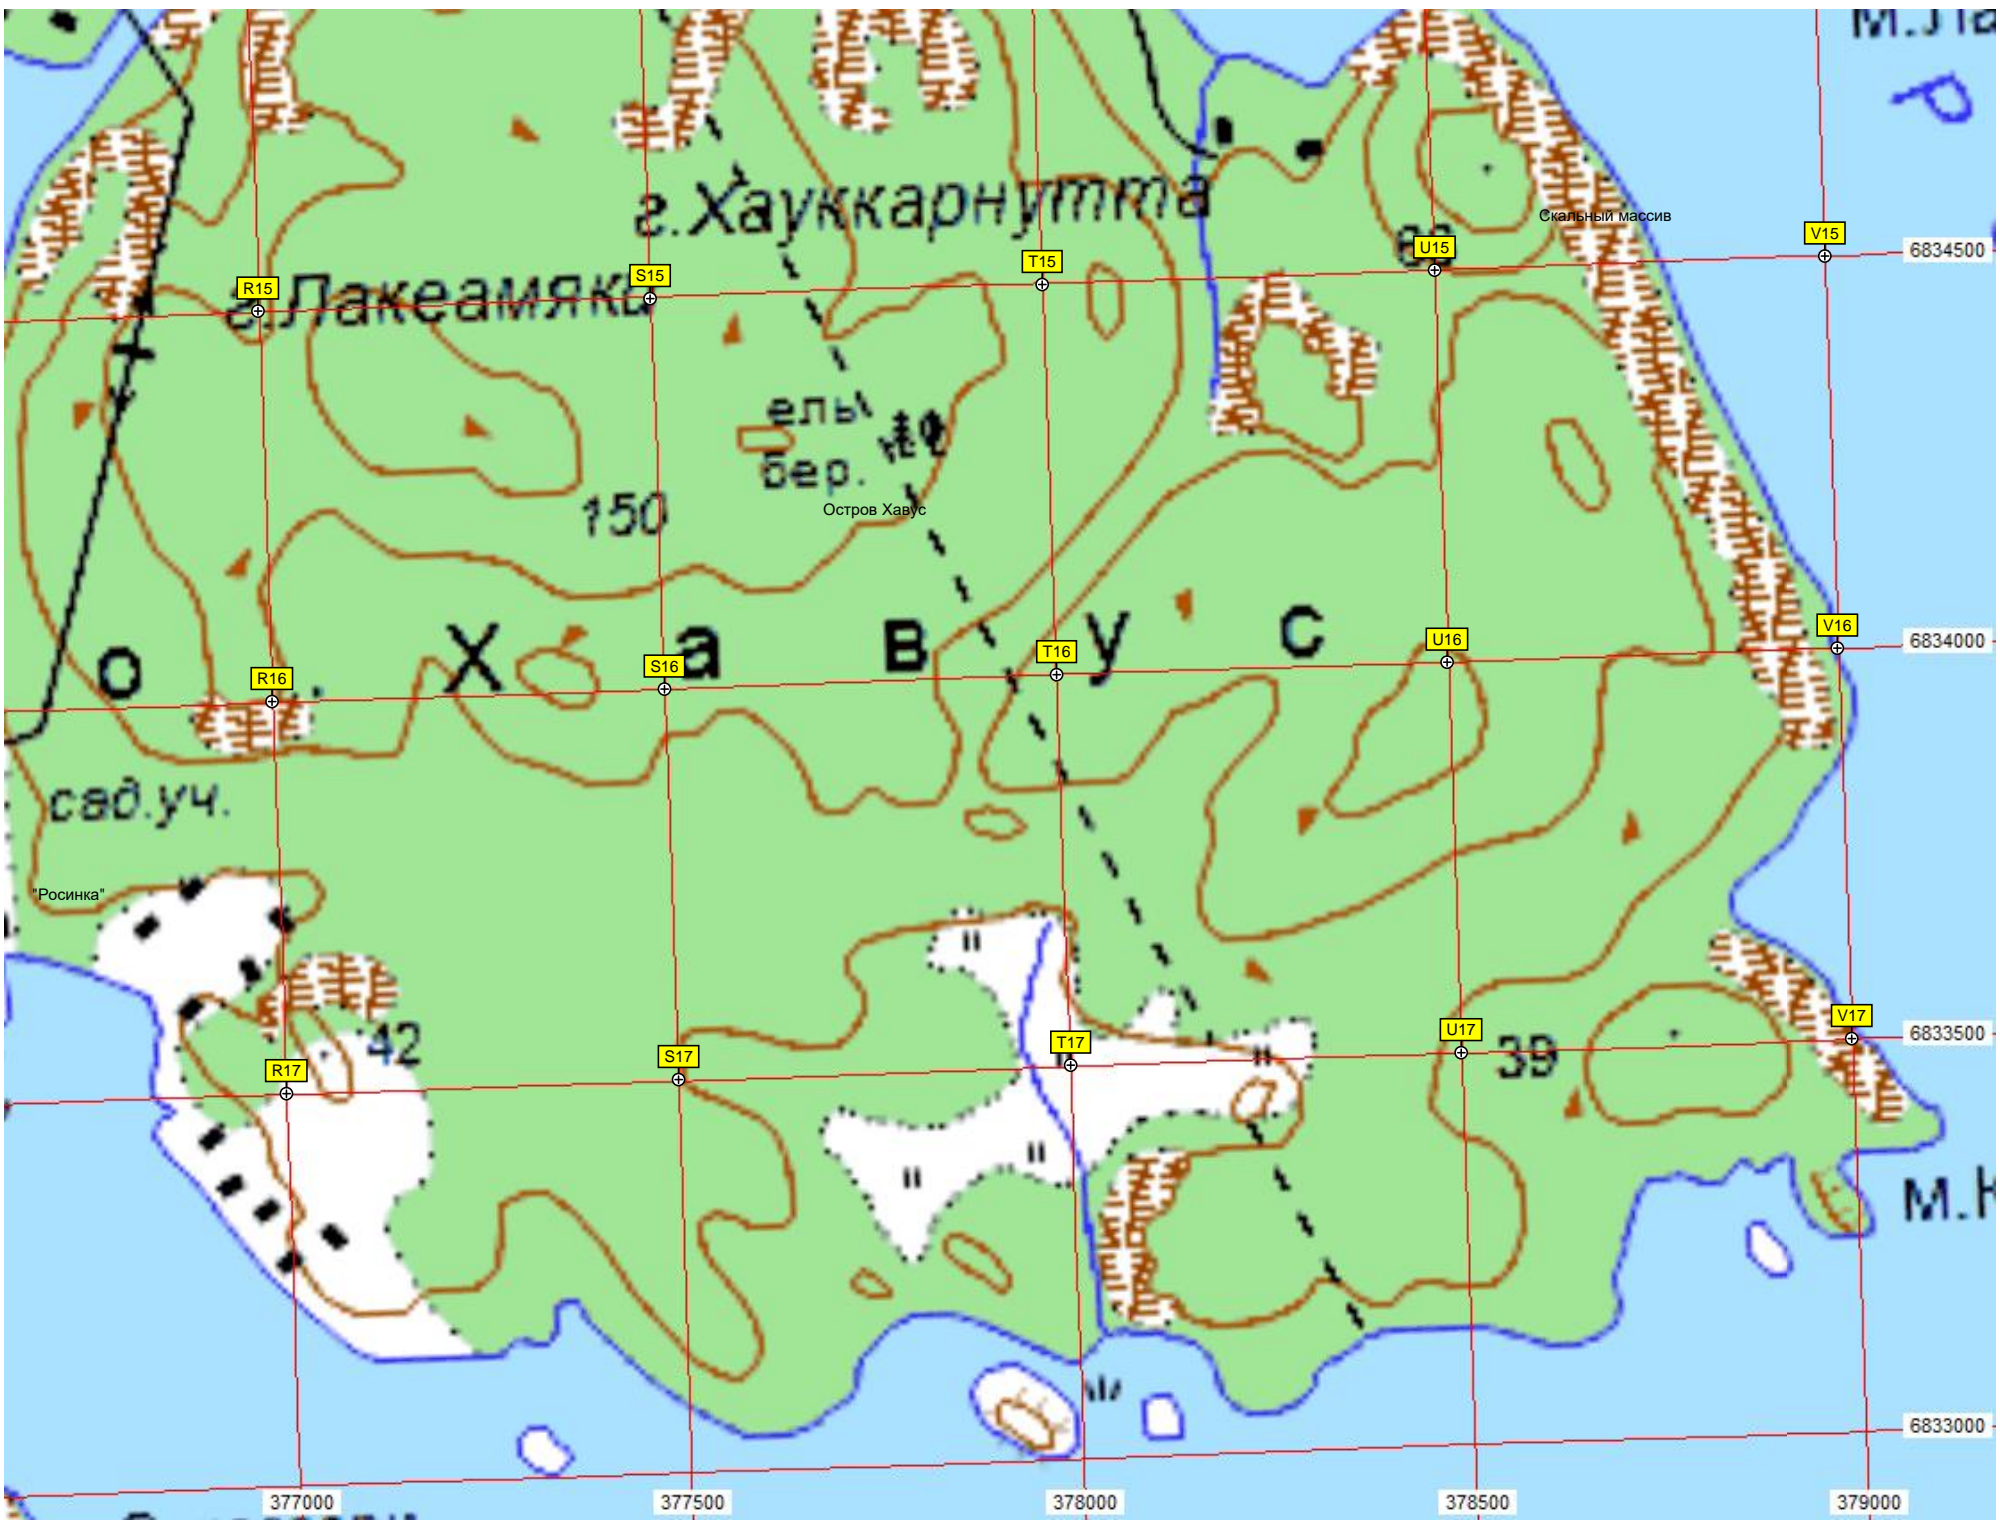 М.Ла
г.Хауккарнутта
Скальный массив
V15
U15
6834500
T15
S15
R15
г.Лакеамяки
ель
бер.
150
Остров Хавус
о Х а в у с
V16
U16
6834000
T16
S16
R16
сад.уч.
"Росинка"
V17
U17
6833500
T17
S17
R17
42
39
М.К
6833000
377000 377500 378000 378500 379000